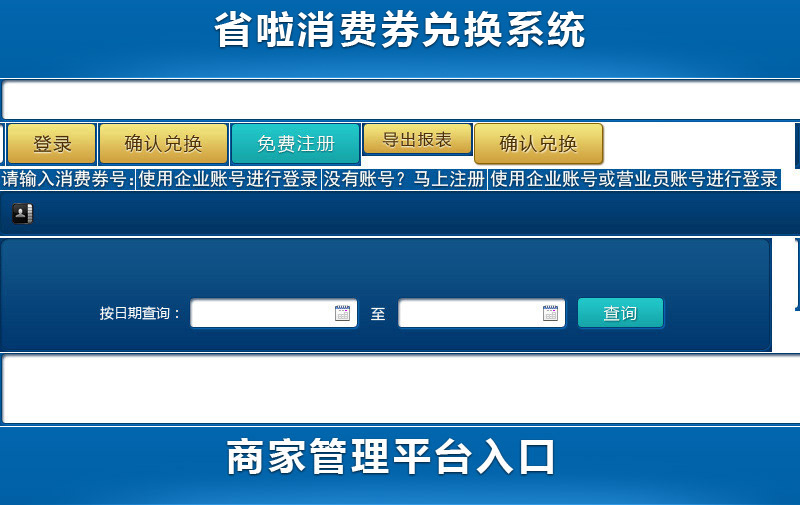 省啦消费券兑换系统
登录 确认兑换 免费注册 导出报表 确认兑换
请输入消费券号: 使用企业账号进行登录 没有账号？马上注册 使用企业账号或营业员账号进行登录
按日期查询： 至 查询
商家管理平台入口